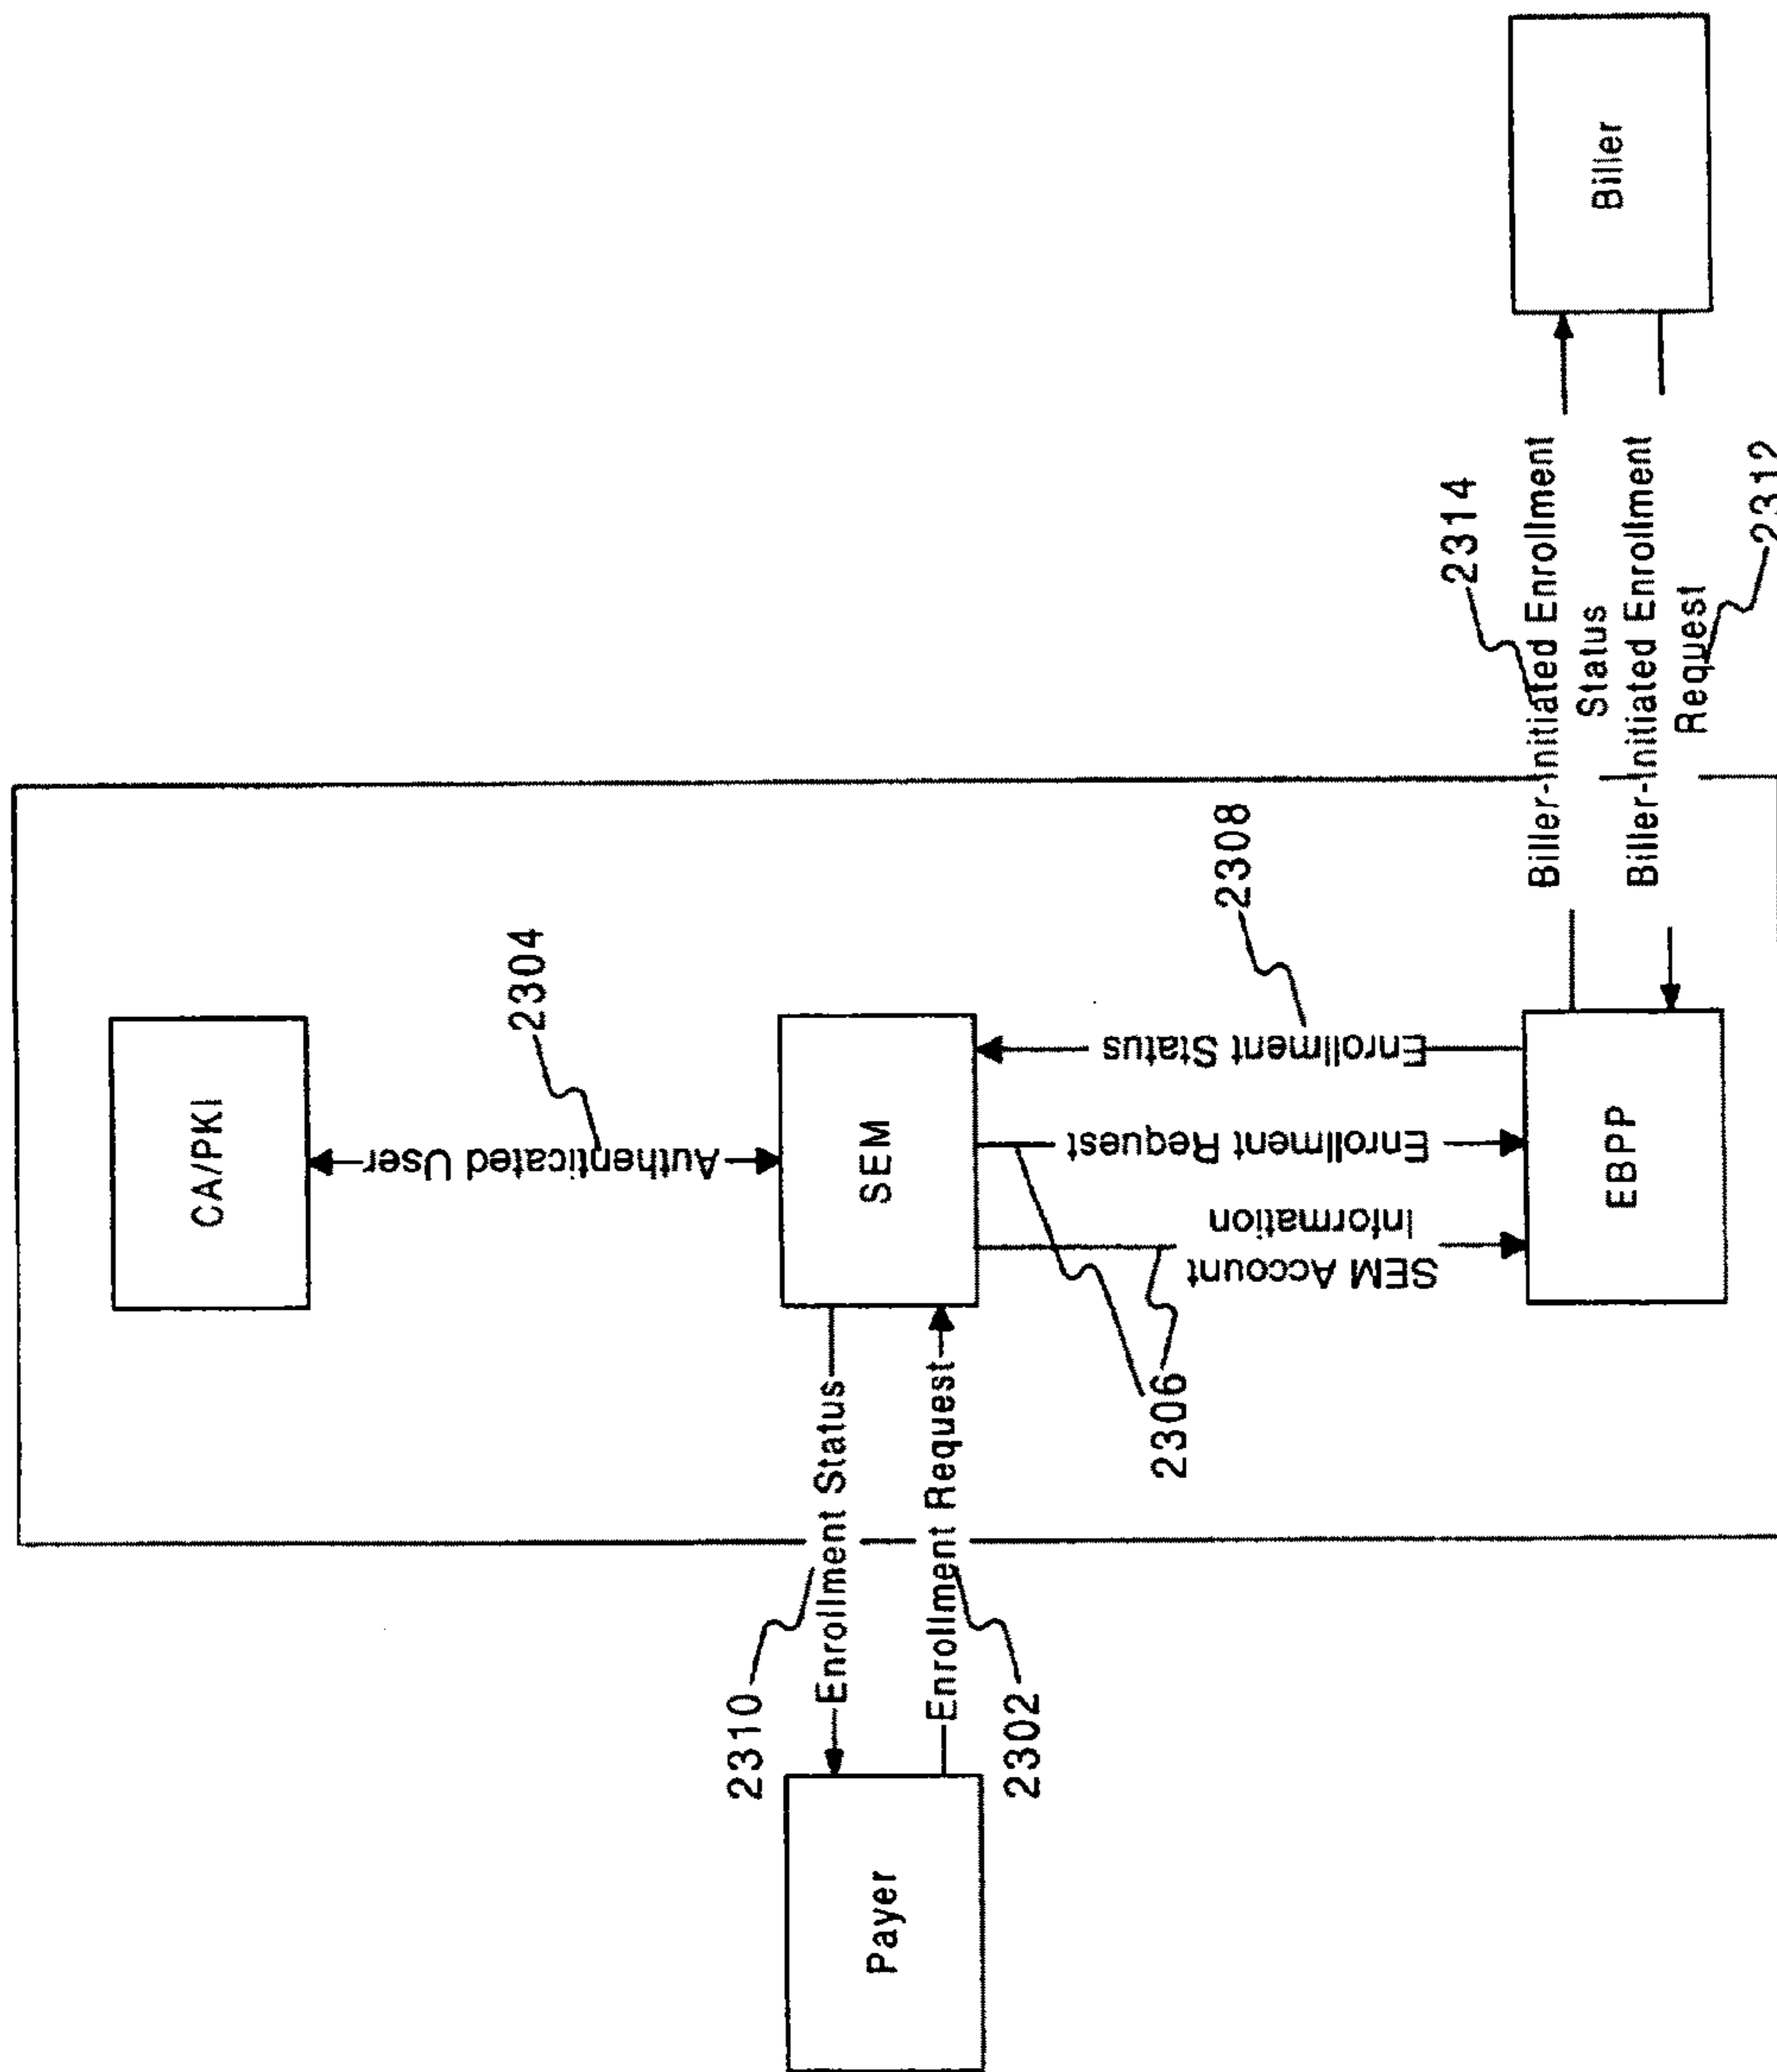 CA/PKI
2304
Authenticated User
Payer
2310
Enrollment Status
Enrollment Request
2302
SEM
2306
SEM Account
Information
Enrollment Request
Enrollment Status
2308
EBPP
2314
Biller-Initiated Enrollment
Status
Biller-Initiated Enrollment
Request
2312
Biller